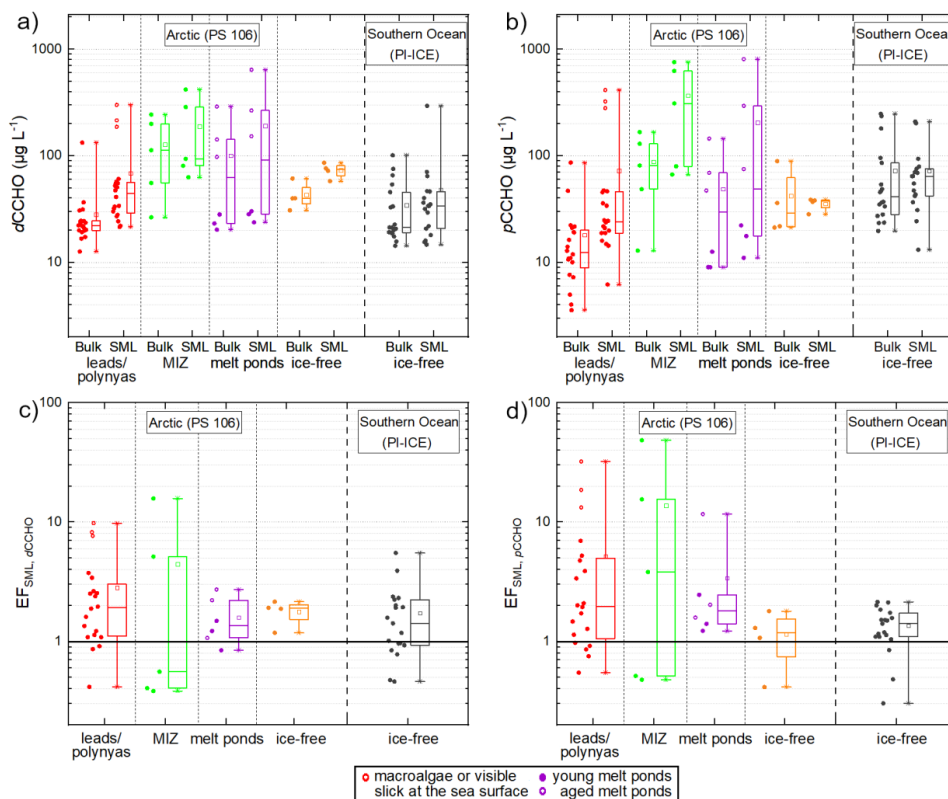 a)
Arctic (PS 106)
Southern Ocean
(PI-ICE)
dCCHO (µg L⁻¹)
1000
100
10
Bulk SML Bulk SML Bulk SML Bulk SML Bulk SML
leads/
polynyas
MIZ melt ponds ice-free ice-free
b)
Arctic (PS 106)
Southern Ocean
(PI-ICE)
pCCHO (µg L⁻¹)
1000
100
10
Bulk SML Bulk SML Bulk SML Bulk SML Bulk SML
leads/
polynyas
MIZ melt ponds ice-free ice-free
c)
Arctic (PS 106)
Southern Ocean
(PI-ICE)
EF SML, dCCHO
100
10
1
leads/
polynyas
MIZ melt ponds ice-free ice-free
d)
Arctic (PS 106)
Southern Ocean
(PI-ICE)
EF SML, pCCHO
100
10
1
leads/
polynyas
MIZ melt ponds ice-free ice-free
macroalgae or visible
slick at the sea surface
young melt ponds
aged melt ponds